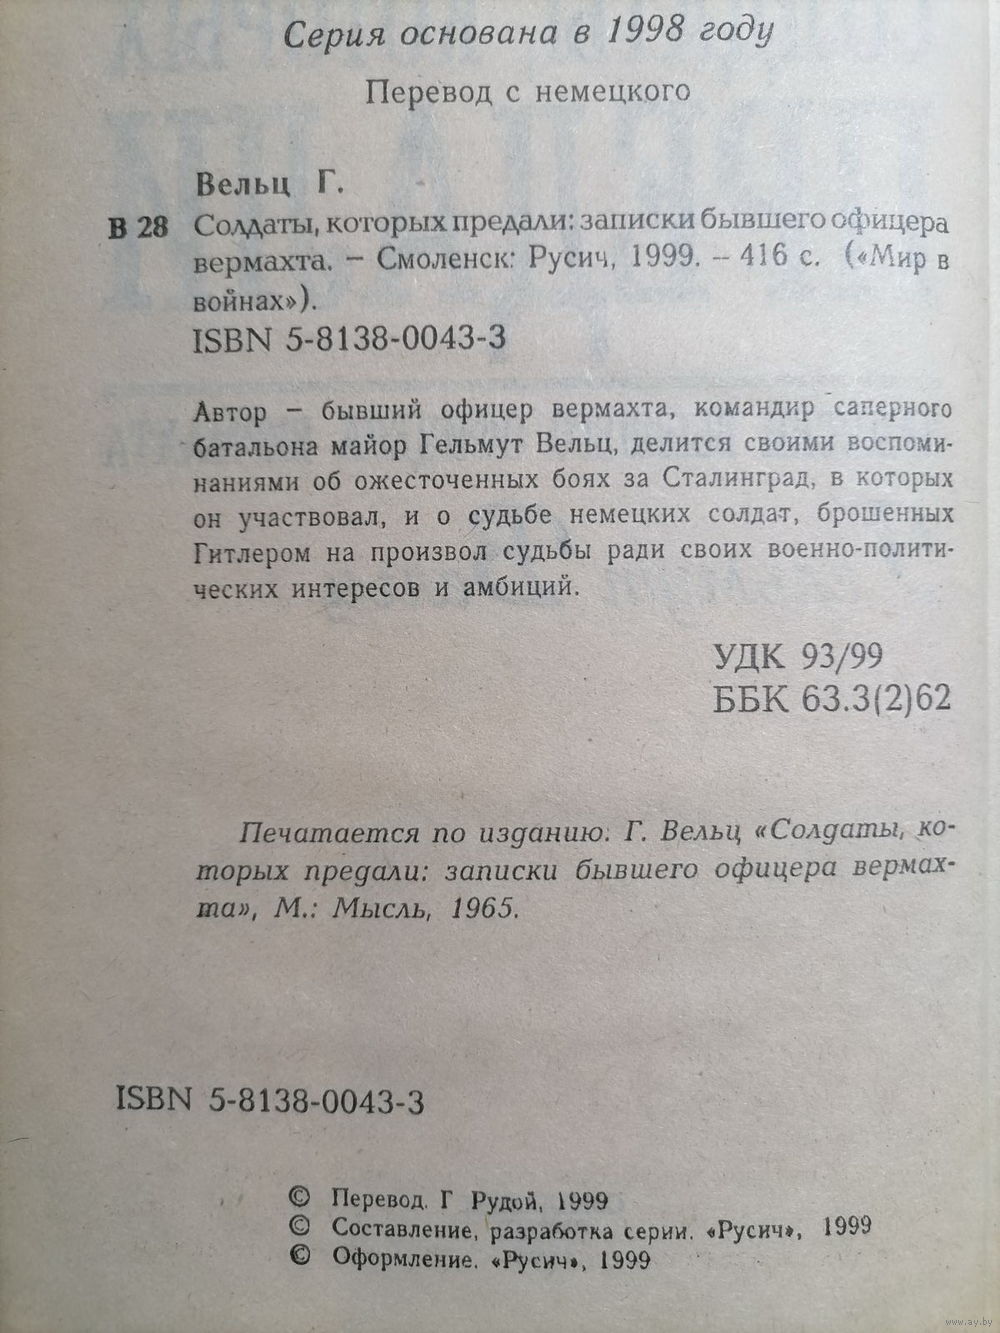 Серия основана в 1998 году
Перевод с немецкого
Вельц Г.
В 28 Солдаты, которых предали: записки бывшего офицера
вермахта. – Смоленск: Русич, 1999. – 416 с. («Мир в
войнах»).
ISBN 5-8138-0043-3
Автор – бывший офицер вермахта, командир саперного
батальона майор Гельмут Вельц, делится своими воспоми-
наниями об ожесточенных боях за Сталинград, в которых
он участвовал, и о судьбе немецких солдат, брошенных
Гитлером на произвол судьбы ради своих военно-полити-
ческих интересов и амбиций.
УДК 93/99
ББК 63.3(2)62
Печатается по изданию: Г. Вельц «Солдаты, ко-
торых предали: записки бывшего офицера вермах-
та», М.: Мысль, 1965.
ISBN 5-8138-0043-3
© Перевод. Г Рудой, 1999
© Составление, разработка серии. «Русич», 1999
© Оформление. «Русич», 1999
www.ay.by